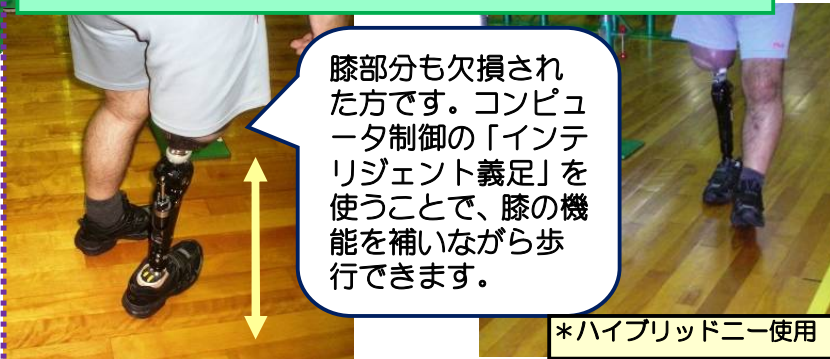 膝部分も欠損され
た方です。コンピュ
ータ制御の「インテ
リジェント義足」を
使うことで、膝の機
能を補いながら歩
行できます。
＊ハイブリッドニー使用